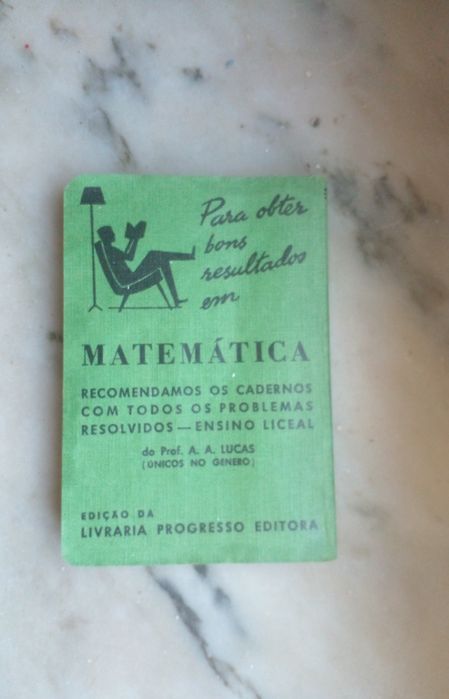 Para obter
bons
resultados
em
MATEMÁTICA
RECOMENDAMOS OS CADERNOS
COM TODOS OS PROBLEMAS
RESOLVIDOS — ENSINO LICEAL
do Prof. A. A. LUCAS
(ÚNICOS NO GENERO)
EDIÇÃO DA
LIVRARIA PROGRESSO EDITORA